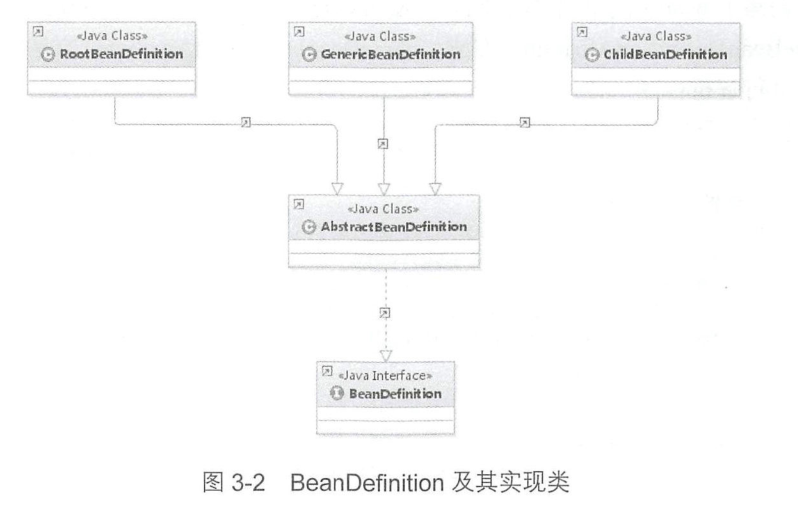 «Java Class»
RootBeanDefinition
«Java Class»
GenericBeanDefinition
«Java Class»
ChildBeanDefinition
«Java Class»
AbstractBeanDefinition
«Java Interface»
BeanDefinition
图 3-2 BeanDefinition 及其实现类